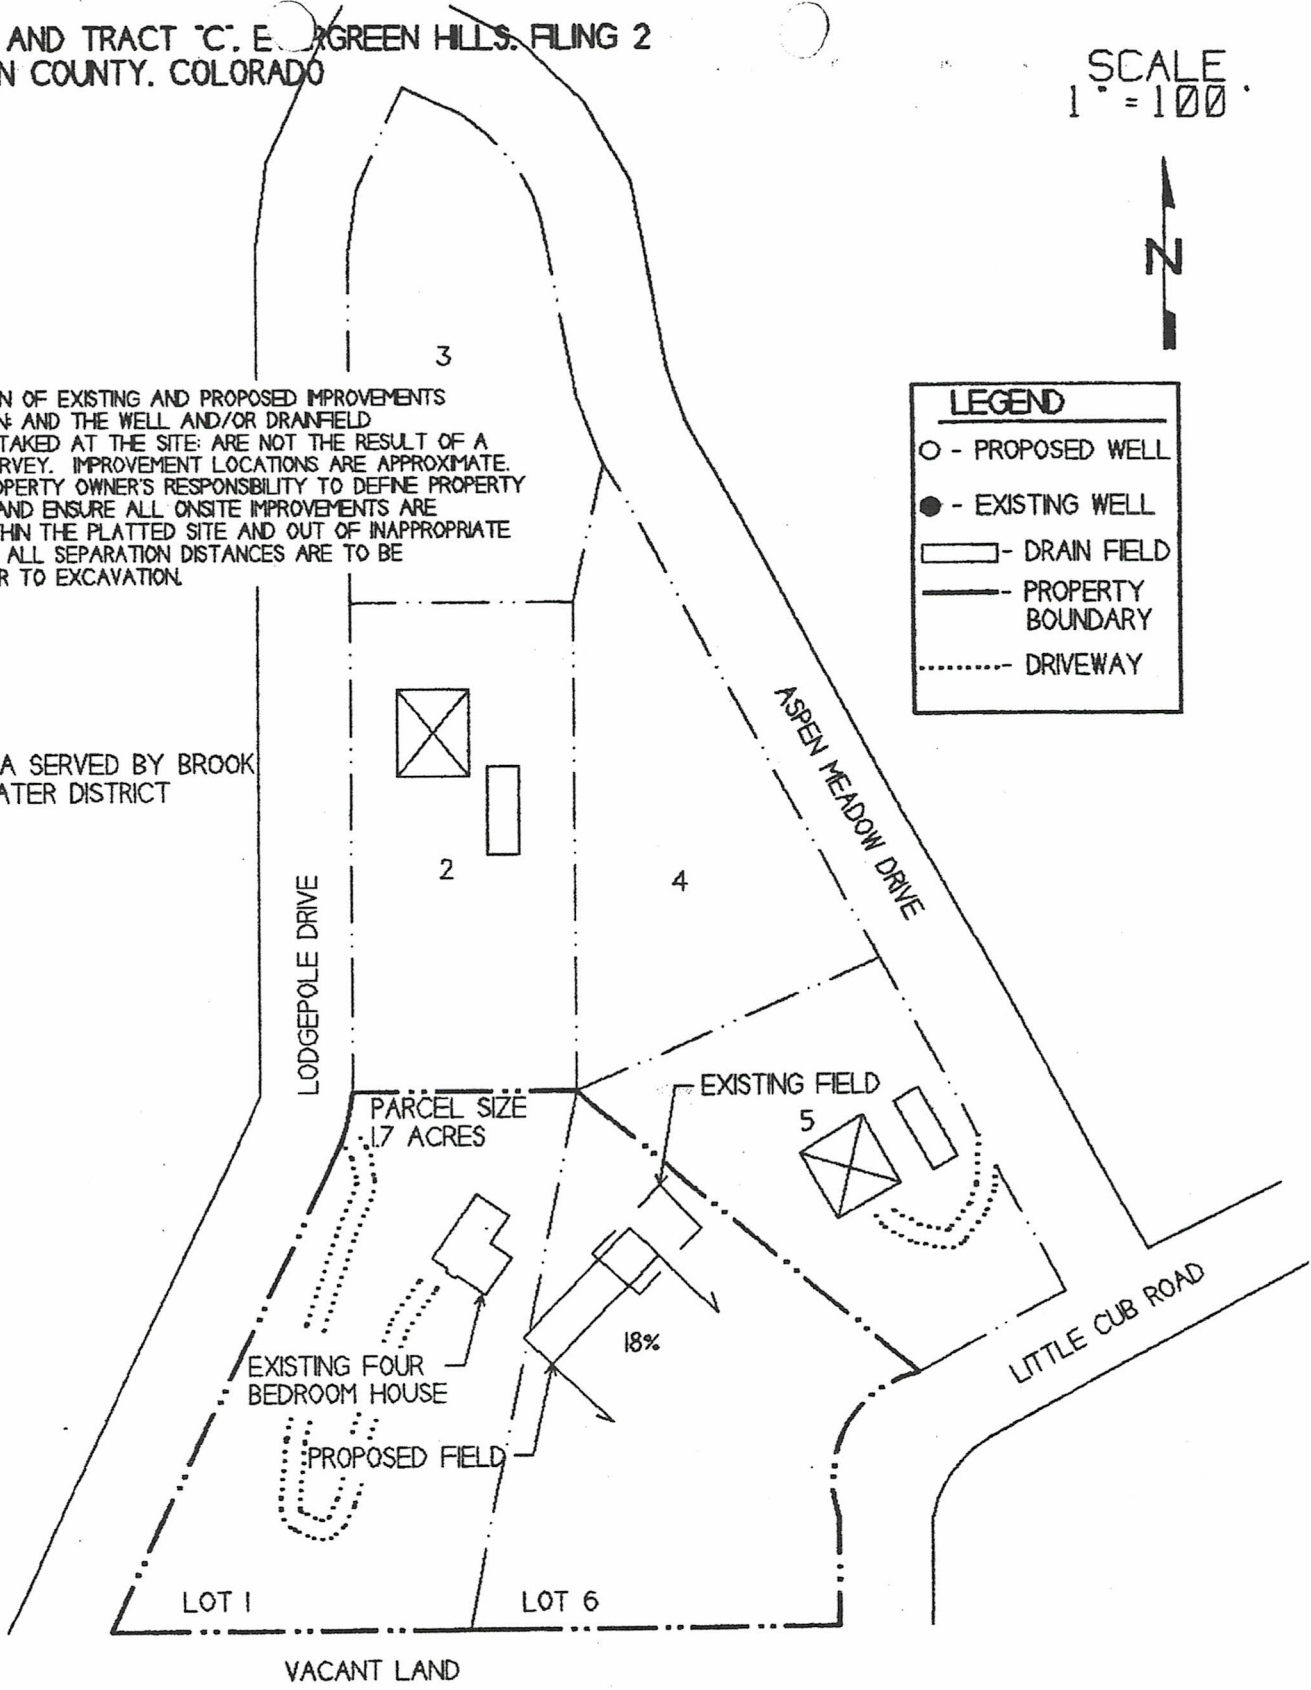 AND TRACT "C", E RGREEN HILLS, FILING 2
N COUNTY, COLORADO
SCALE
1" = 100'
N
3
N OF EXISTING AND PROPOSED IMPROVEMENTS
N; AND THE WELL AND/OR DRAINFIELD
TAKED AT THE SITE; ARE NOT THE RESULT OF A
RVEY. IMPROVEMENT LOCATIONS ARE APPROXIMATE.
OPERTY OWNER'S RESPONSIBILITY TO DEFINE PROPERTY
AND ENSURE ALL ONSITE IMPROVEMENTS ARE
HIN THE PLATTED SITE AND OUT OF INAPPROPRIATE
ALL SEPARATION DISTANCES ARE TO BE
R TO EXCAVATION.
LEGEND
- PROPOSED WELL
- EXISTING WELL
- DRAIN FIELD
- PROPERTY
BOUNDARY
- DRIVEWAY
A SERVED BY BROOK
ATER DISTRICT
ASPEN MEADOW DRIVE
2
4
LODGEPOLE DRIVE
PARCEL SIZE
1.7 ACRES
EXISTING FIELD
5
18%
LITTLE CUB ROAD
EXISTING FOUR
BEDROOM HOUSE
PROPOSED FIELD
LOT 1
LOT 6
VACANT LAND